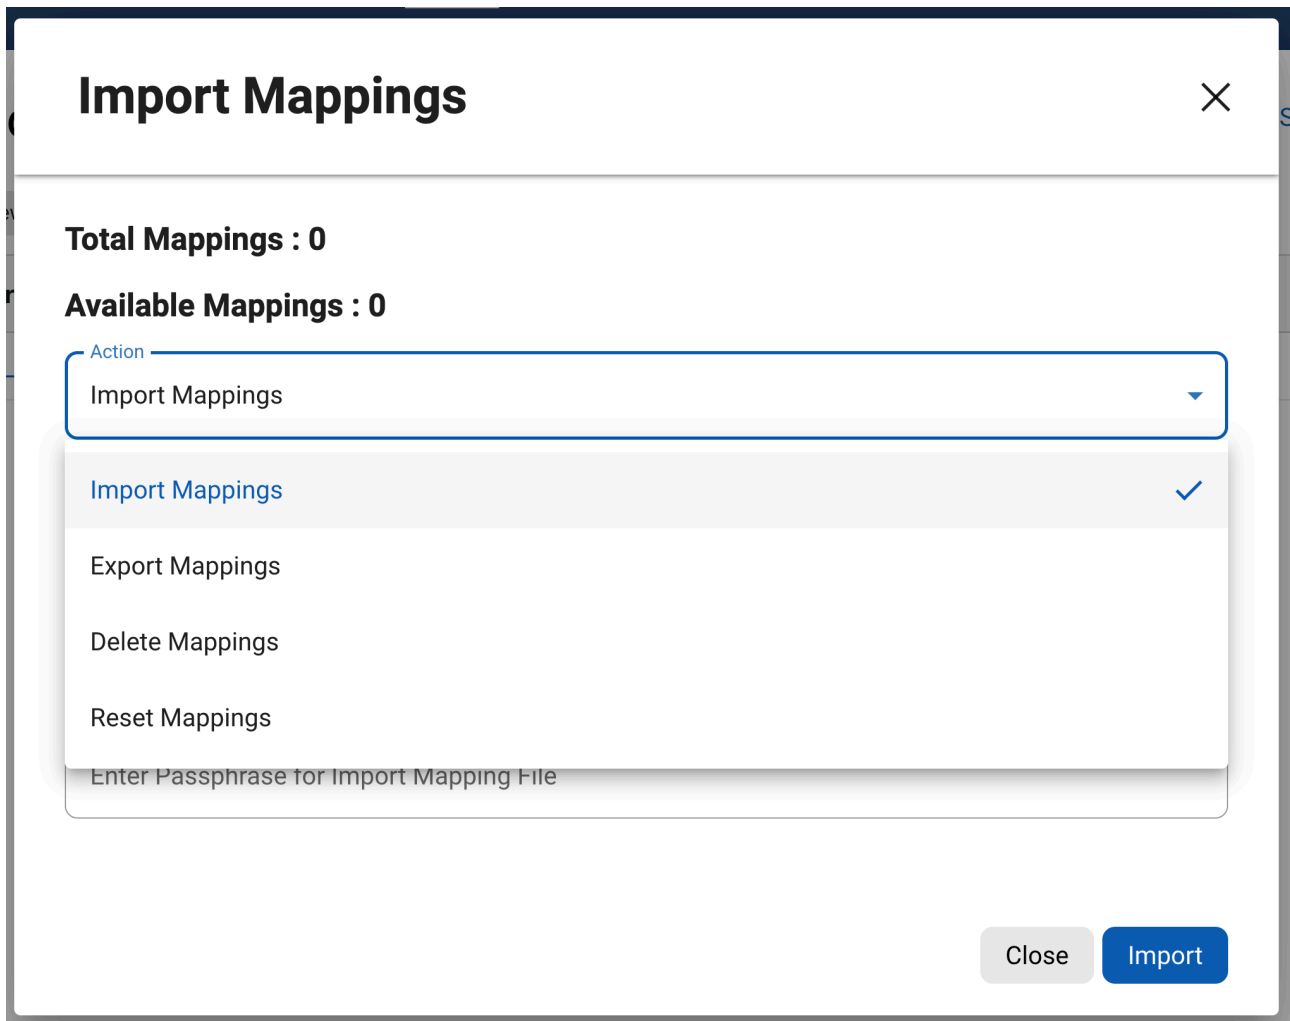 Import Mappings
Total Mappings : 0
Available Mappings : 0
Action
Import Mappings
Import Mappings
Export Mappings
Delete Mappings
Reset Mappings
Enter Passphrase for Import Mapping File
Close
Import